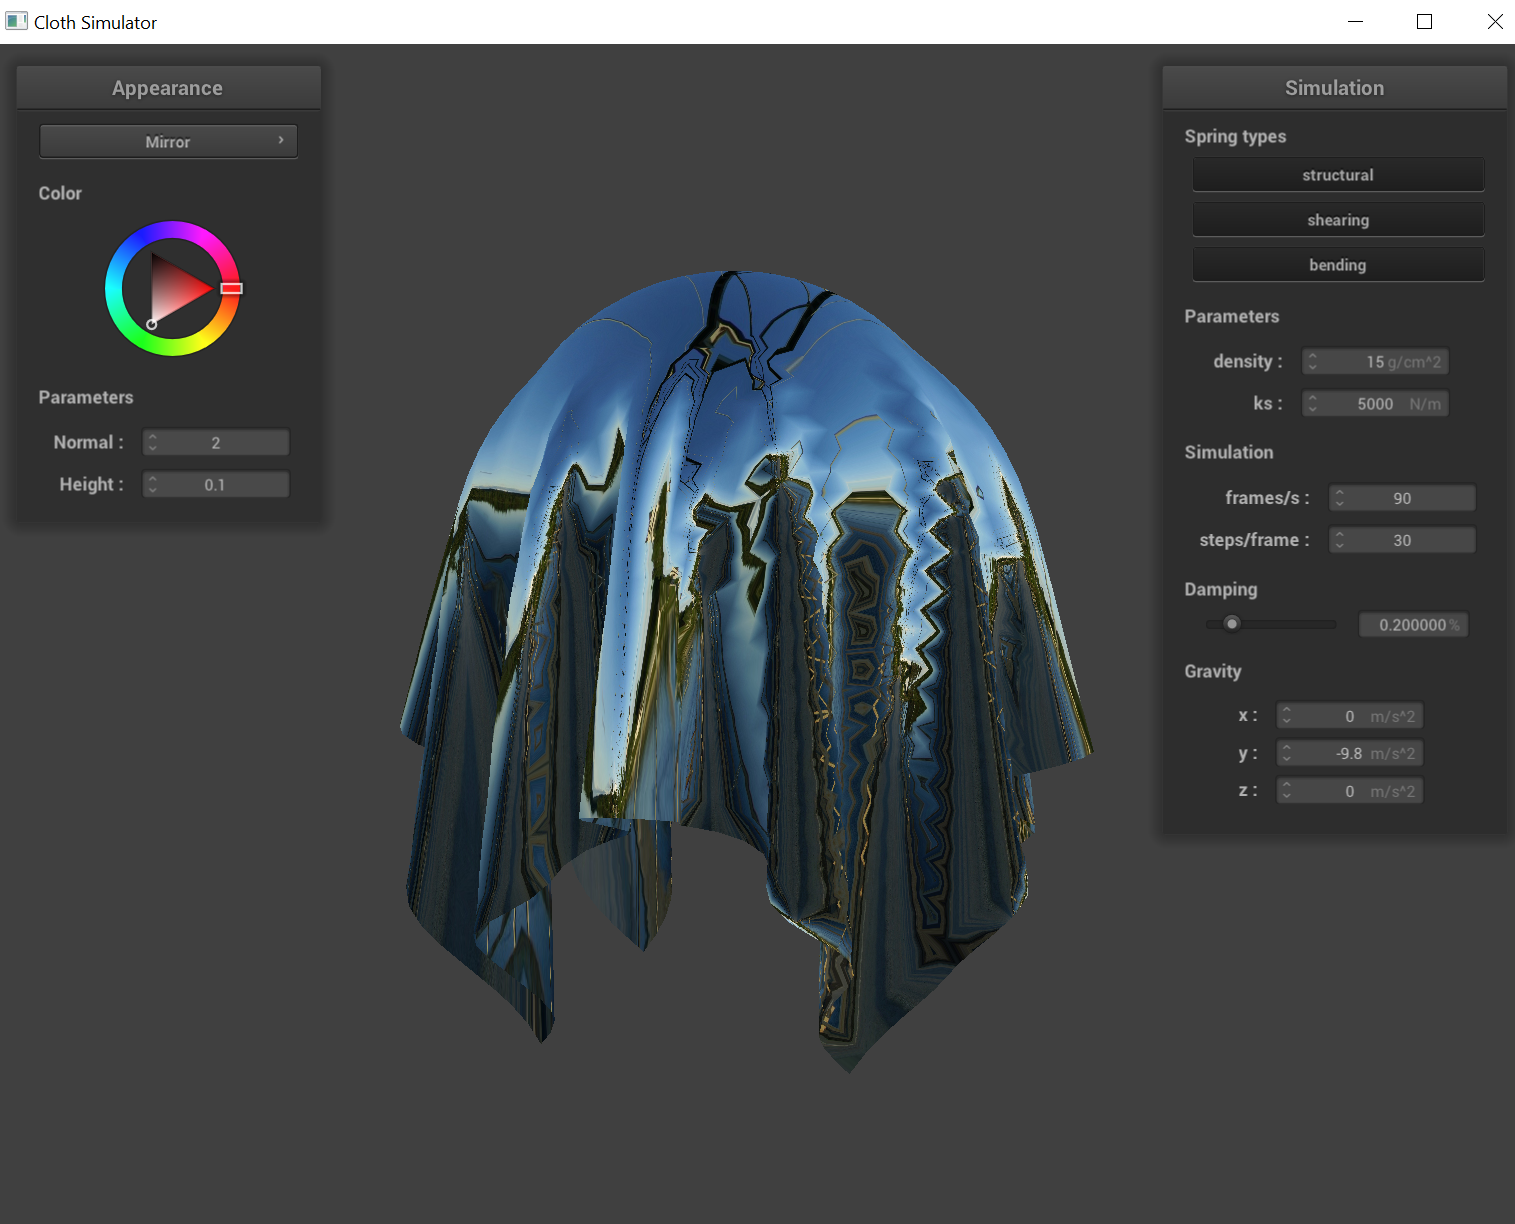 Cloth Simulator
Appearance
Mirror
Color
Parameters
Normal : 2
Height : 0.1
Simulation
Spring types
structural
shearing
bending
Parameters
density : 15 g/cm^2
ks : 5000 N/m
Simulation
frames/s : 90
steps/frame : 30
Damping
0.200000 %
Gravity
x : 0 m/s^2
y : -9.8 m/s^2
z : 0 m/s^2